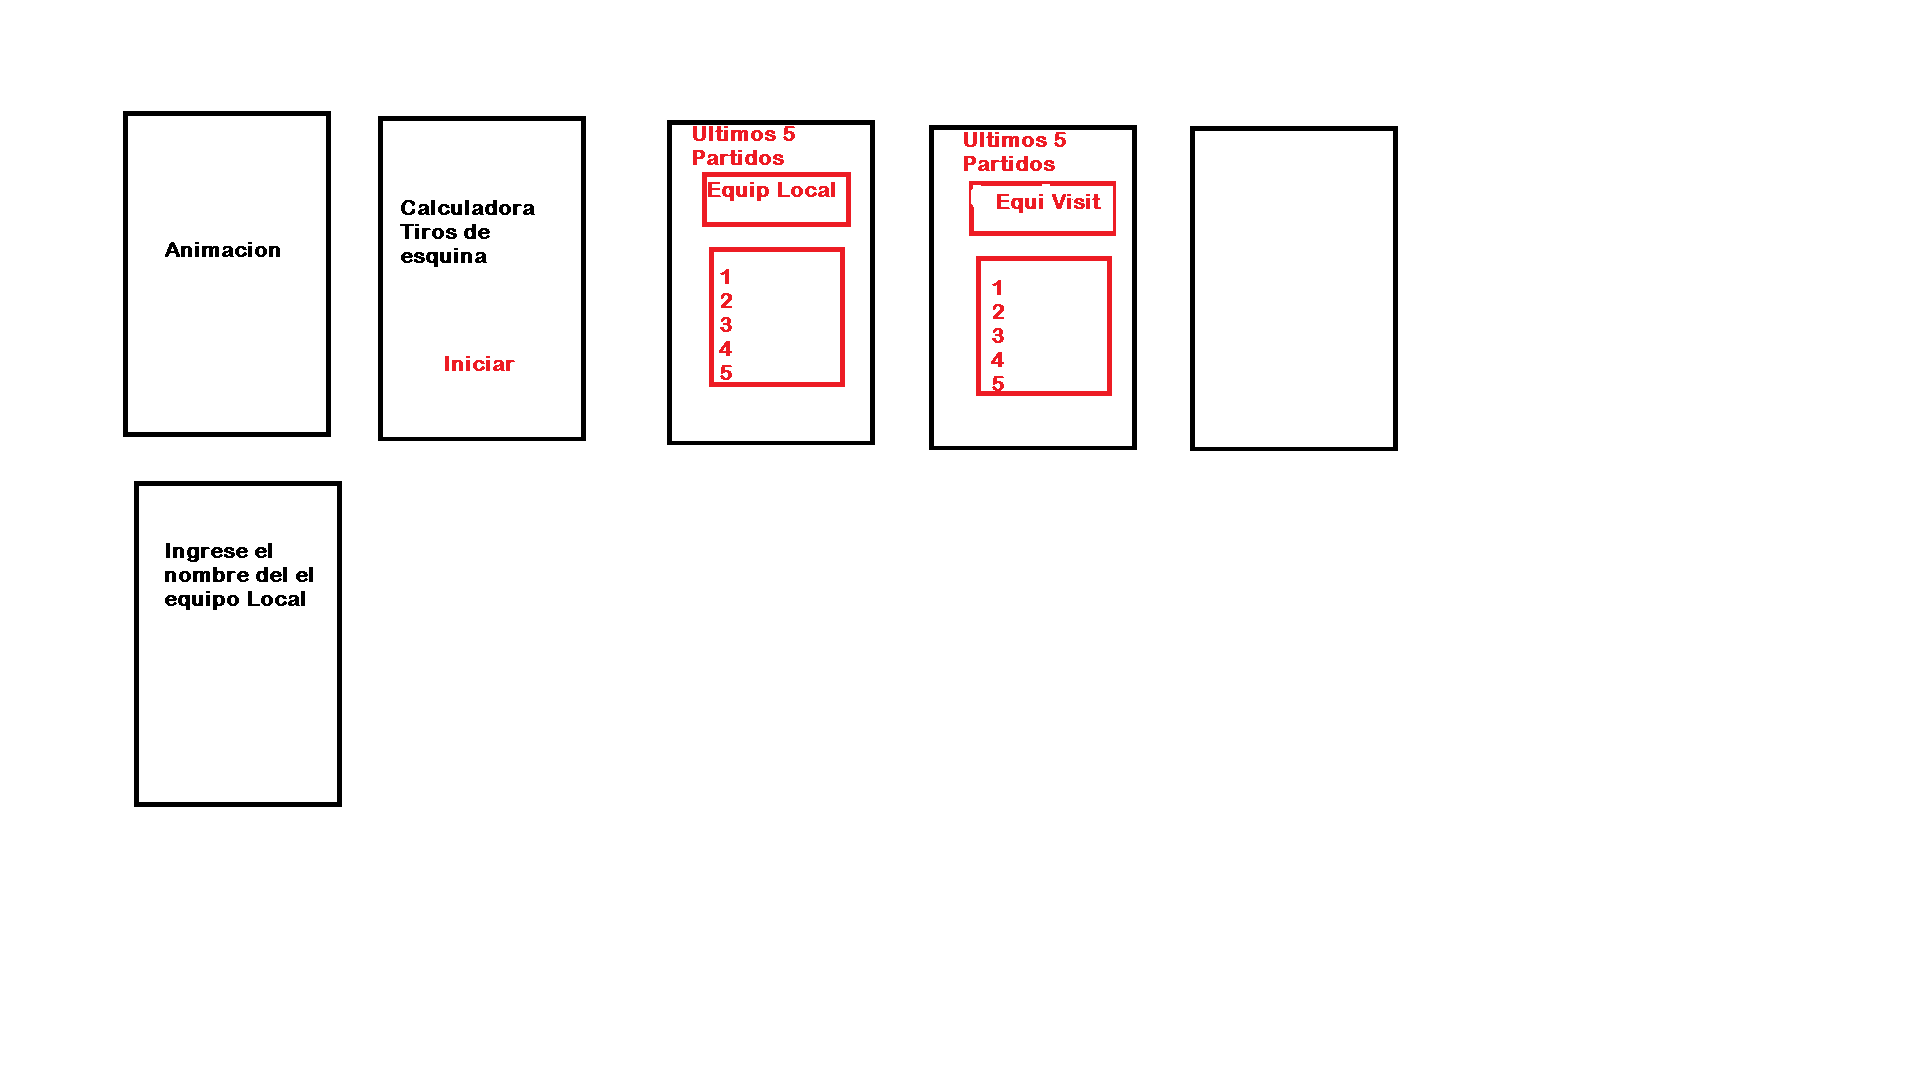 Animacion
Calculadora
Tiros de
esquina
Iniciar
Ultimos 5
Partidos
Equip Local
1
2
3
4
5
Ultimos 5
Partidos
Equi Visit
1
2
3
4
5
Ingrese el
nombre del el
equipo Local